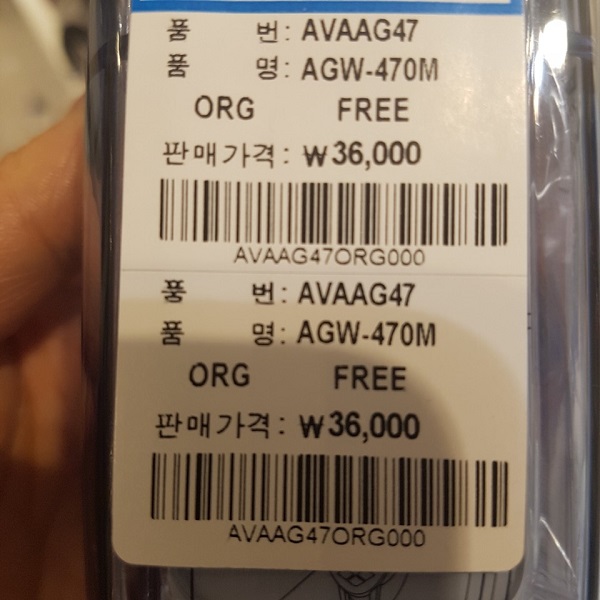 품 번: AVAAG47
품 명: AGW-470M
ORG FREE
판매가격: ₩36,000
AVAAG47ORG000
품 번: AVAAG47
품 명: AGW-470M
ORG FREE
판매가격: ₩36,000
AVAAG47ORG000